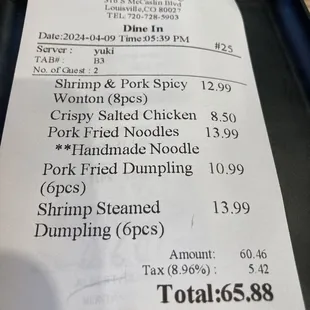 Louisville,CO 80027
TEL:720-728-5903
Dine In
Date:2024-04-09 Time:05:39 PM
Server : yuki #25
TAB# : B3
No. of Guest : 2
Shrimp & Pork Spicy 12.99
Wonton (8pcs)
Crispy Salted Chicken 8.50
Pork Fried Noodles 13.99
**Handmade Noodle
Pork Fried Dumpling 10.99
(6pcs)
Shrimp Steamed 13.99
Dumpling (6pcs)
Amount: 60.46
Tax (8.96%) : 5.42
Total:65.88